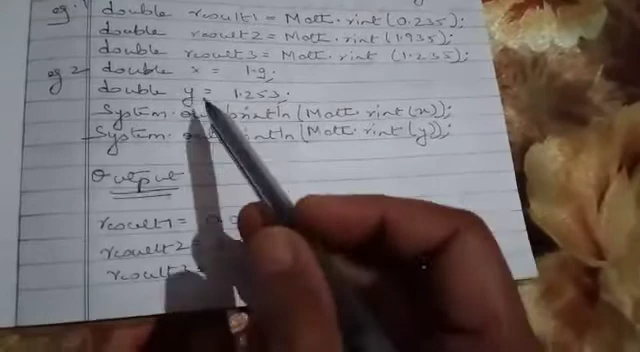 eg. 1 double result1 = Math.rint(0.235);
double result2 = Math.rint(1.935);
double result3 = Math.rint(1.235);
eg 2 double x = 1.9;
double y = 1.253;
System.out.println(Math.rint(x));
System.out.println(Math.rint(y));
Output
result1 =
result2 =
result3 =